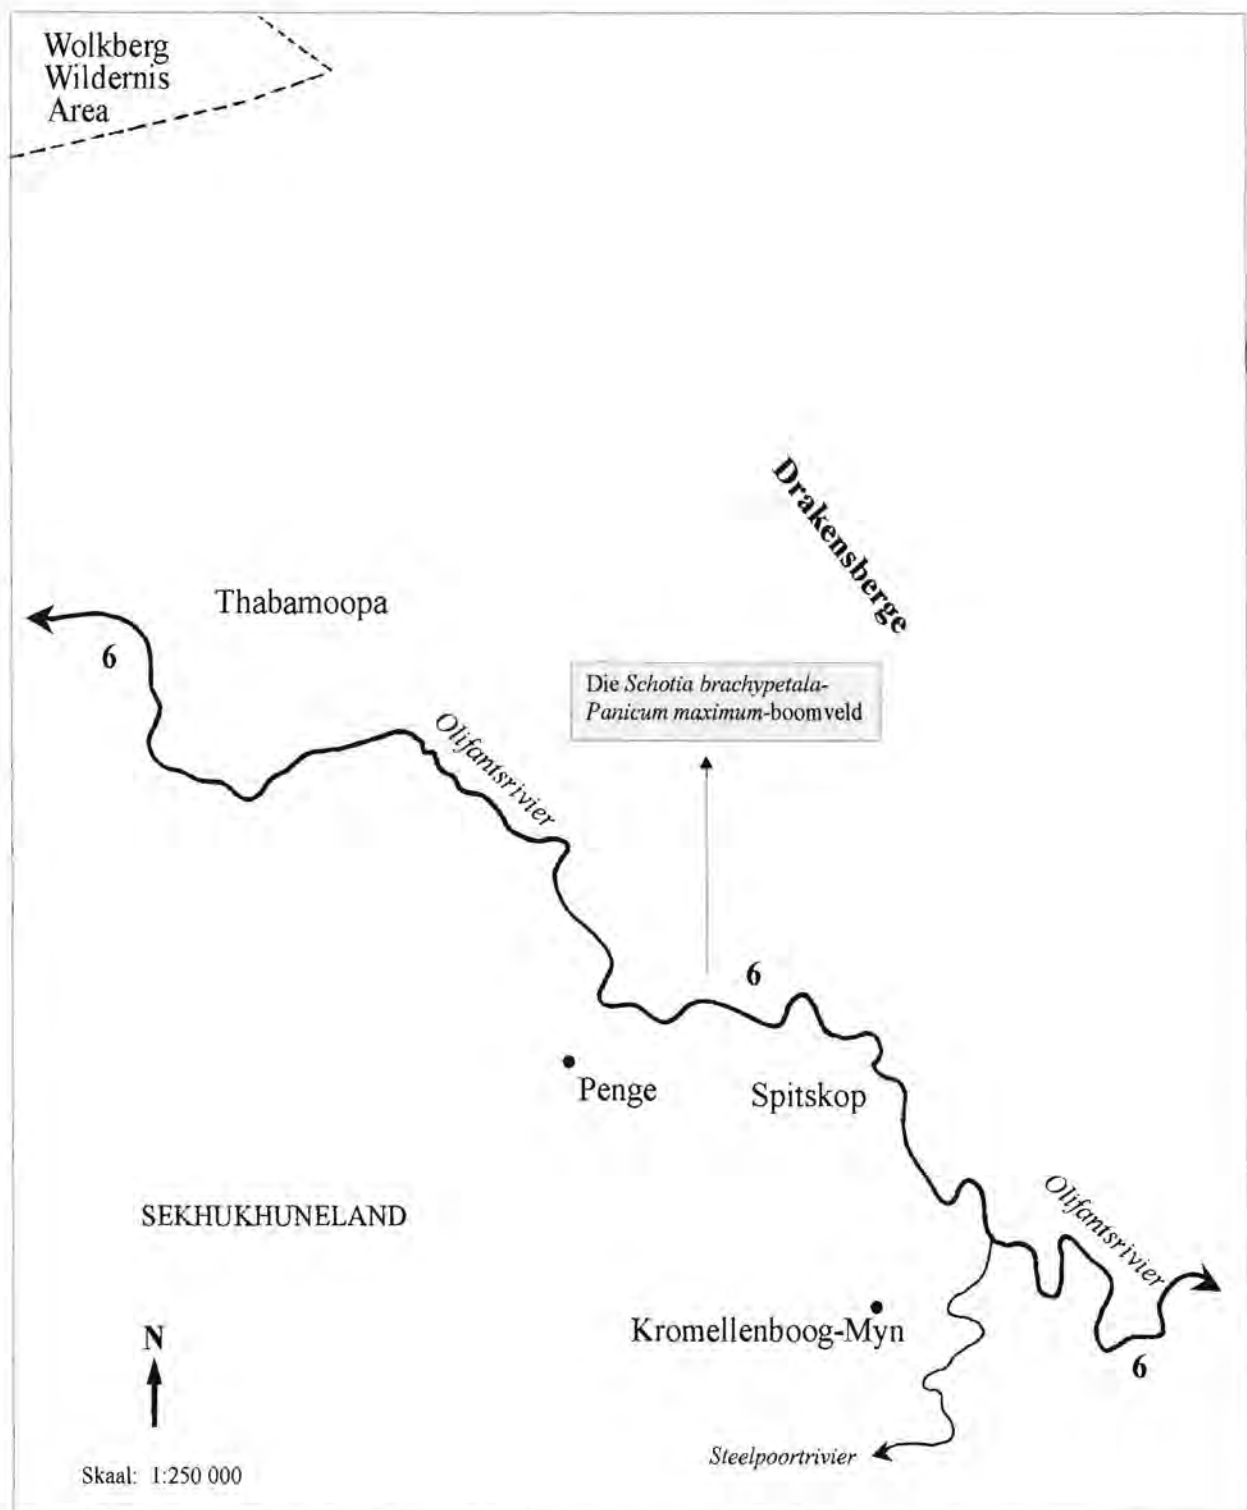 Wolkberg
Wildernis
Area
Drakensberge
Thabamoopa
6
Die Schotia brachypetala-
Panicum maximum-boomveld
Olifantsrivier
6
Penge
Spitskop
SEKHUKHUNELAND
Olifantsrivier
Kromellenboog-Myn
6
N
Steelpoortrivier
Skaal: 1:250 000